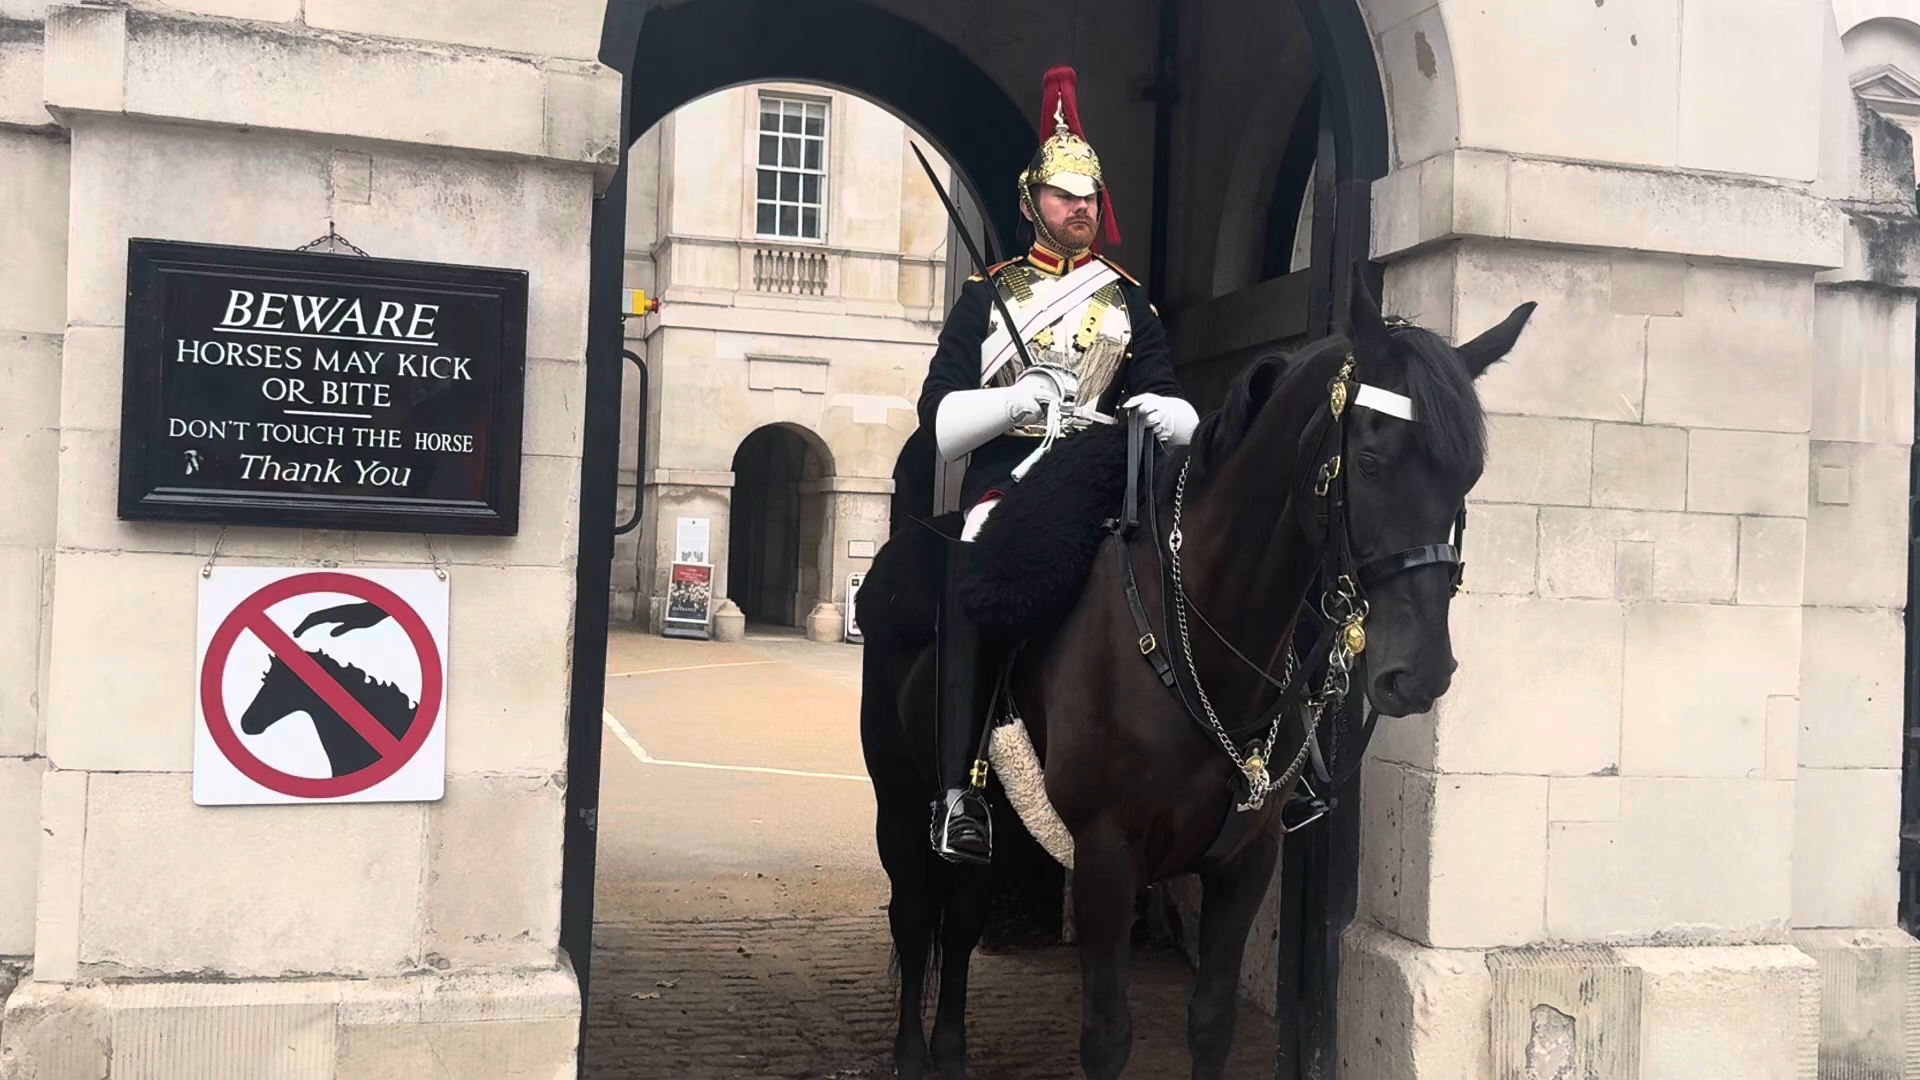 BEWARE
HORSES MAY KICK
OR BITE
DON'T TOUCH THE HORSE
Thank You